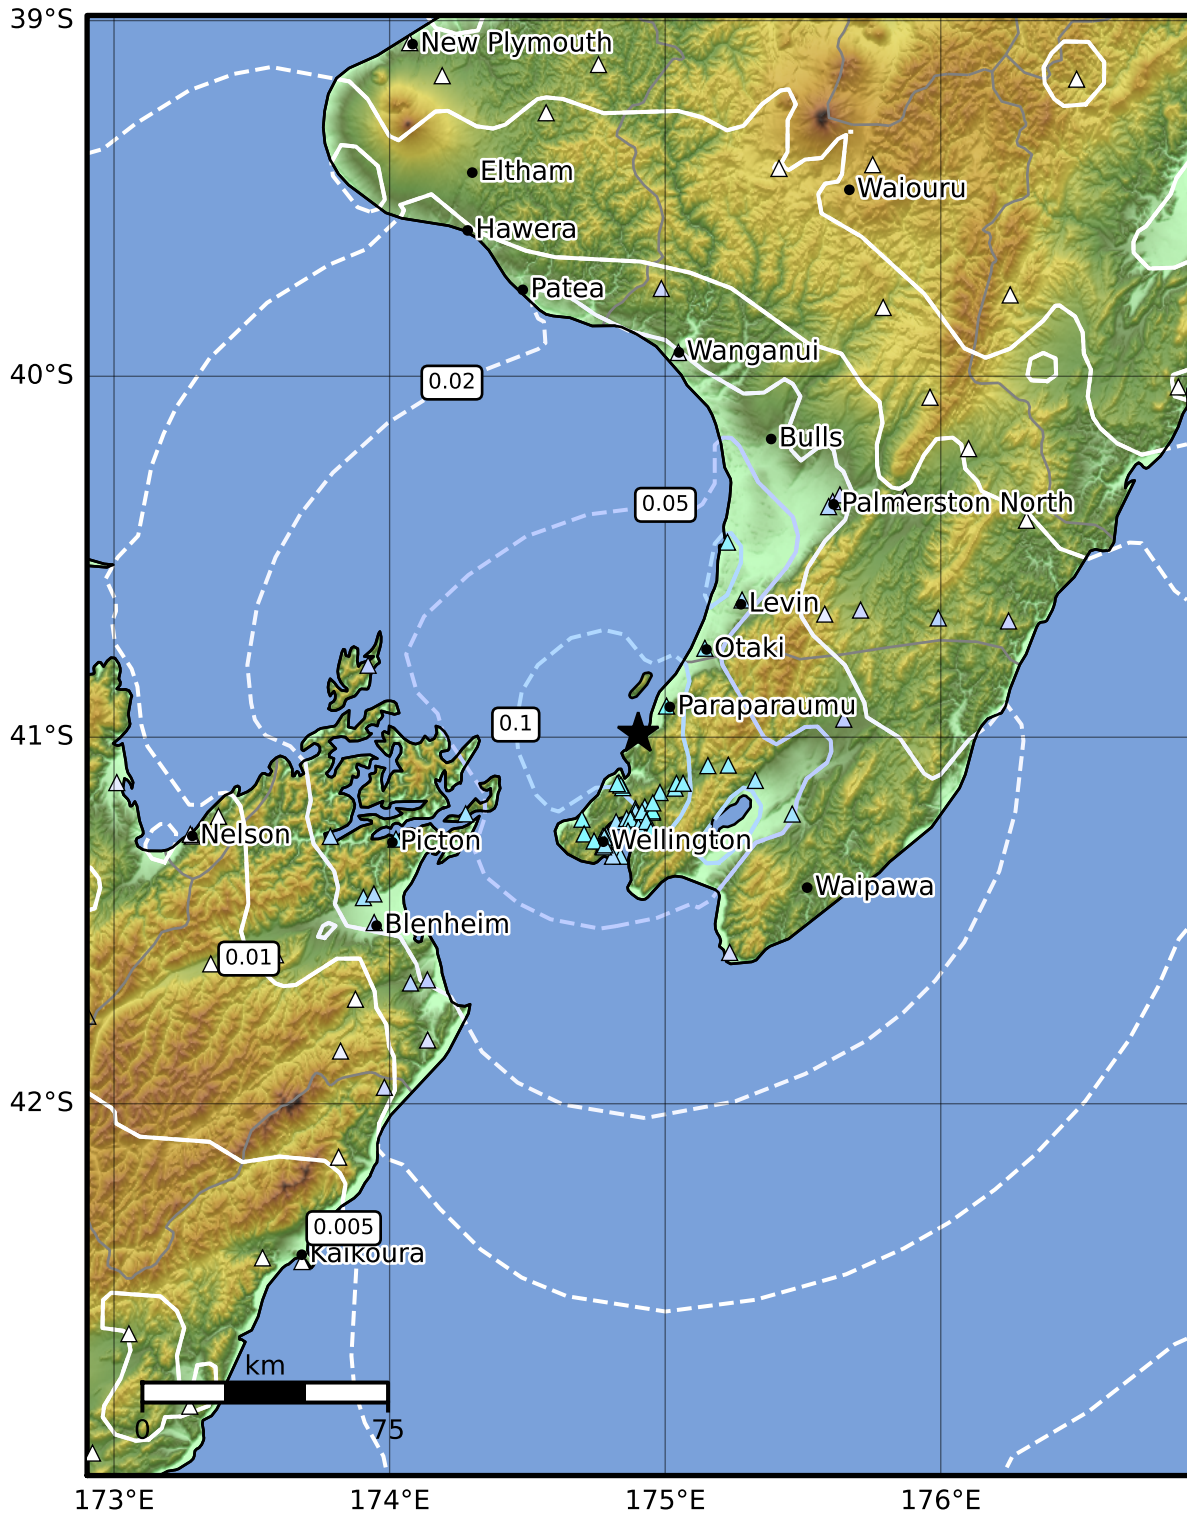 39°S
New Plymouth
Eltham
Waiouru
Hawera
Patea
Wanganui
40°S
0.02
Bulls
0.05
Palmerston North
Levin
Otaki
Paraparaumu
0.1
41°S
Nelson
Picton
Wellington
Waipawa
Blenheim
0.01
42°S
0.005
Kaikoura
km
0
75
173°E
174°E
175°E
176°E